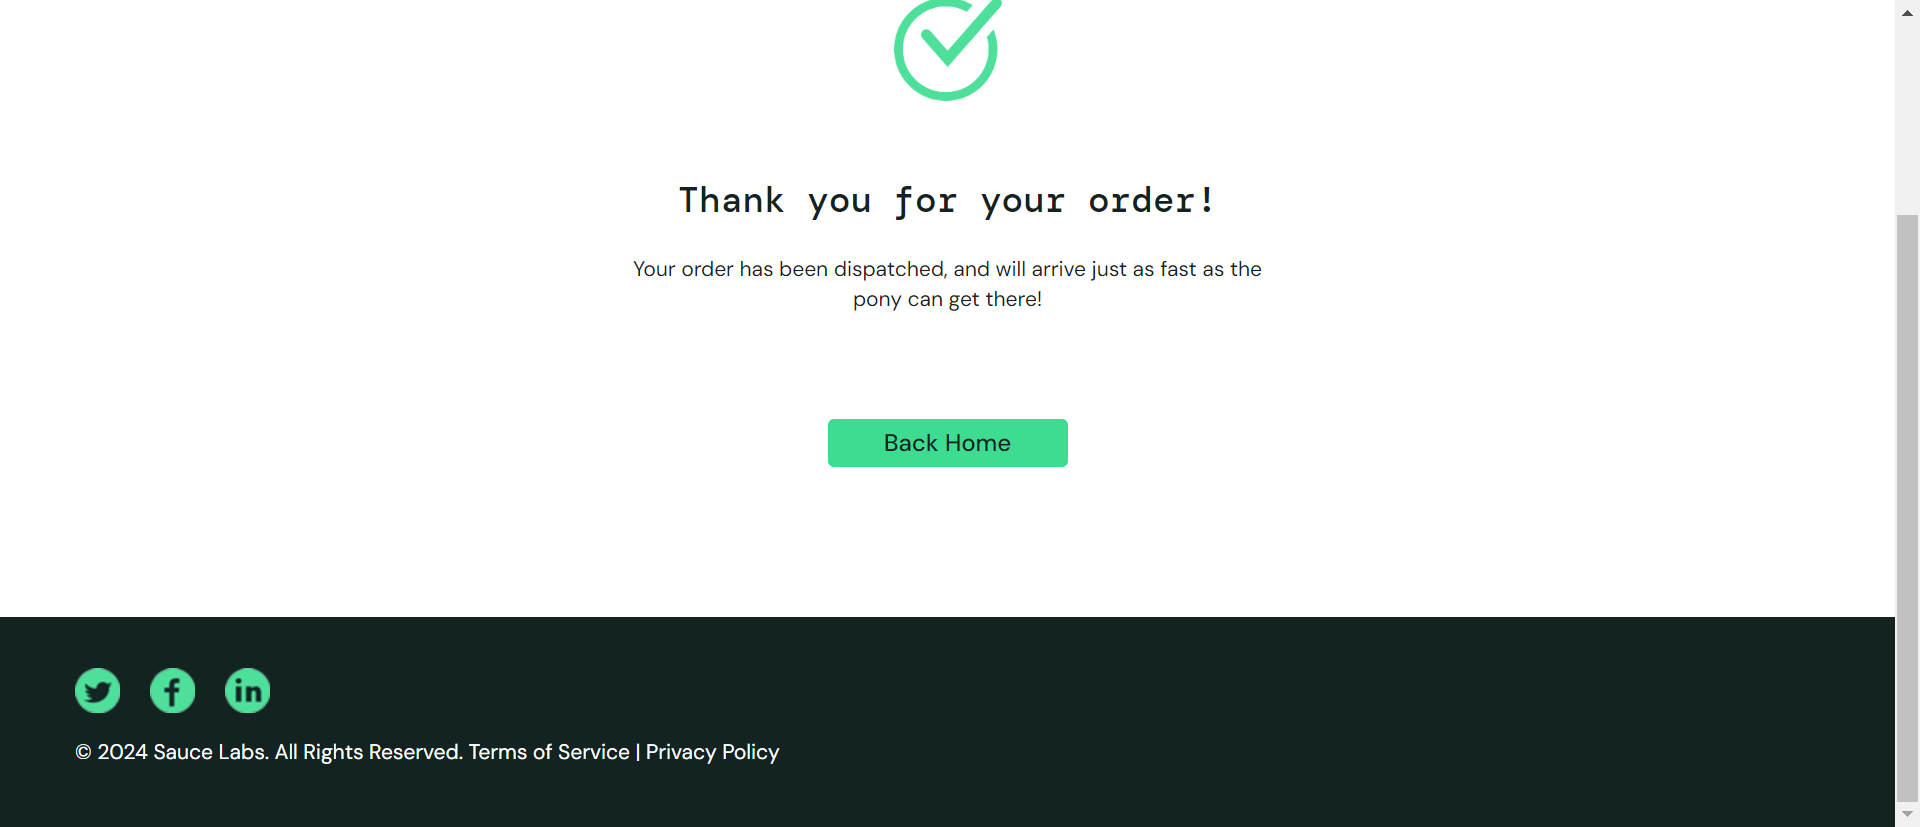 Thank you for your order!
Your order has been dispatched, and will arrive just as fast as the
pony can get there!
Back Home
© 2024 Sauce Labs. All Rights Reserved. Terms of Service | Privacy Policy